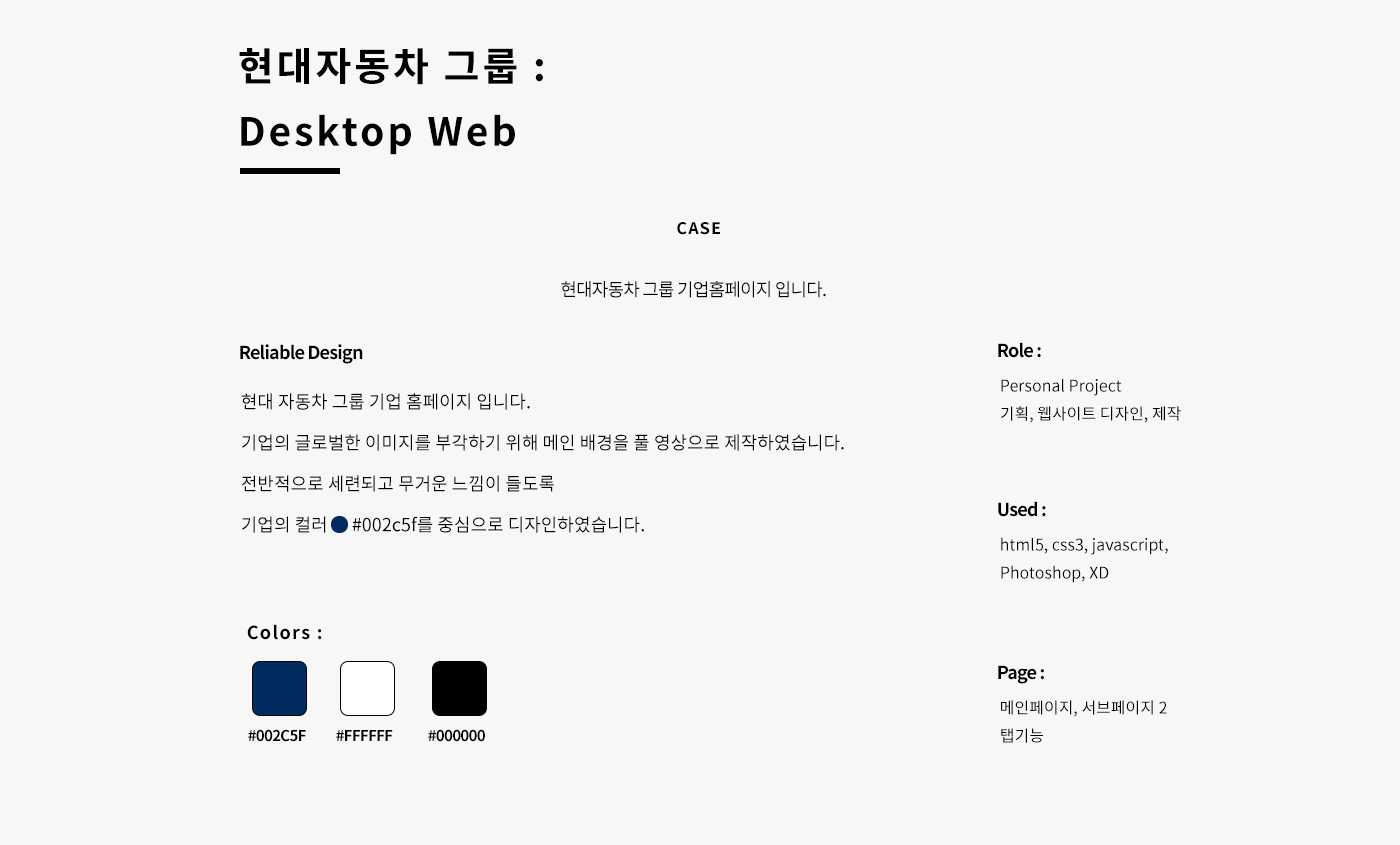 현대자동차 그룹 :
Desktop Web
CASE
현대자동차 그룹 기업홈페이지 입니다.
Reliable Design
현대 자동차 그룹 기업 홈페이지 입니다.
기업의 글로벌한 이미지를 부각하기 위해 메인 배경을 풀 영상으로 제작하였습니다.
전반적으로 세련되고 무거운 느낌이 들도록
기업의 컬러 #002c5f를 중심으로 디자인하였습니다.
Colors :
#002C5F #FFFFFF #000000
Role :
Personal Project
기획, 웹사이트 디자인, 제작
Used :
html5, css3, javascript,
Photoshop, XD
Page :
메인페이지, 서브페이지 2
탭기능